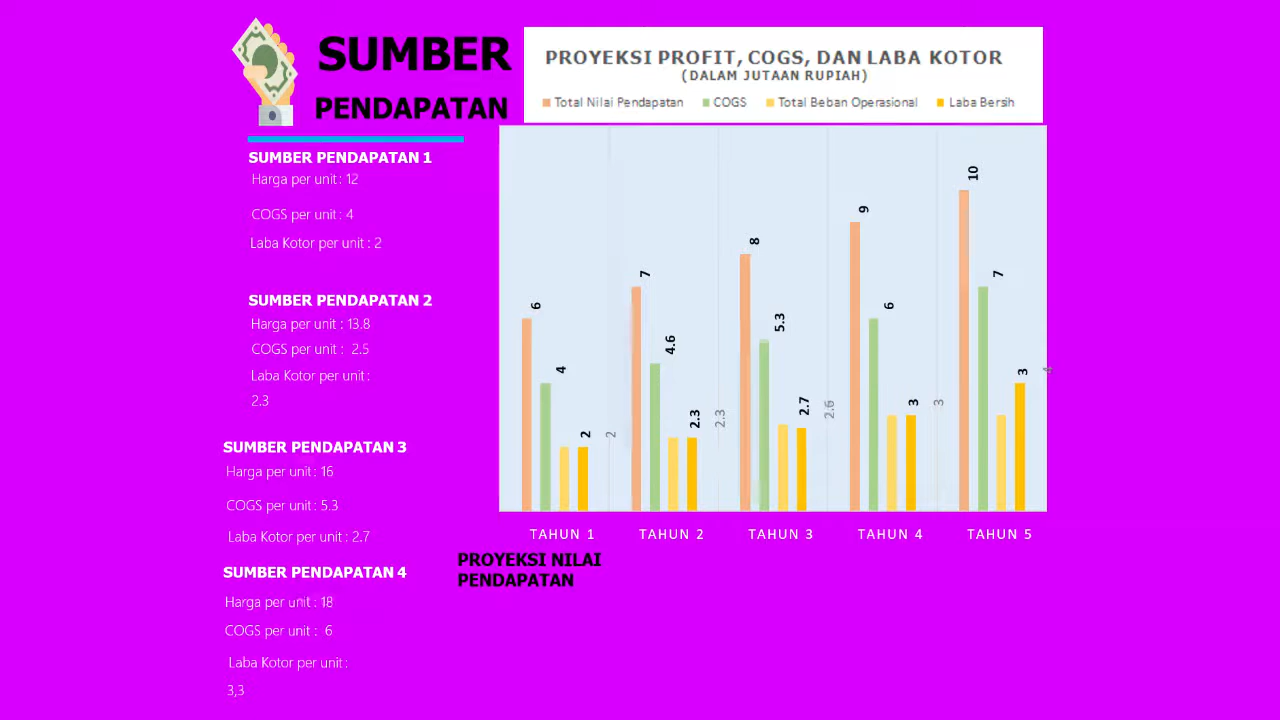 SUMBER
PENDAPATAN
SUMBER PENDAPATAN 1
Harga per unit : 12
COGS per unit : 4
Laba Kotor per unit : 2
SUMBER PENDAPATAN 2
Harga per unit : 13.8
COGS per unit : 2.5
Laba Kotor per unit :
2.3
SUMBER PENDAPATAN 3
Harga per unit : 16
COGS per unit : 5.3
Laba Kotor per unit : 2.7
SUMBER PENDAPATAN 4
Harga per unit : 18
COGS per unit : 6
Laba Kotor per unit :
3,3
PROYEKSI PROFIT, COGS, DAN LABA KOTOR
(DALAM JUTAAN RUPIAH)
Total Nilai Pendapatan COGS Total Beban Operasional Laba Bersih
6 4 2 2
7 4.6 2.3 2.3
8 5.3 2.7 2.6
9 6 3 3
10 7 3 4
TAHUN 1 TAHUN 2 TAHUN 3 TAHUN 4 TAHUN 5
PROYEKSI NILAI
PENDAPATAN